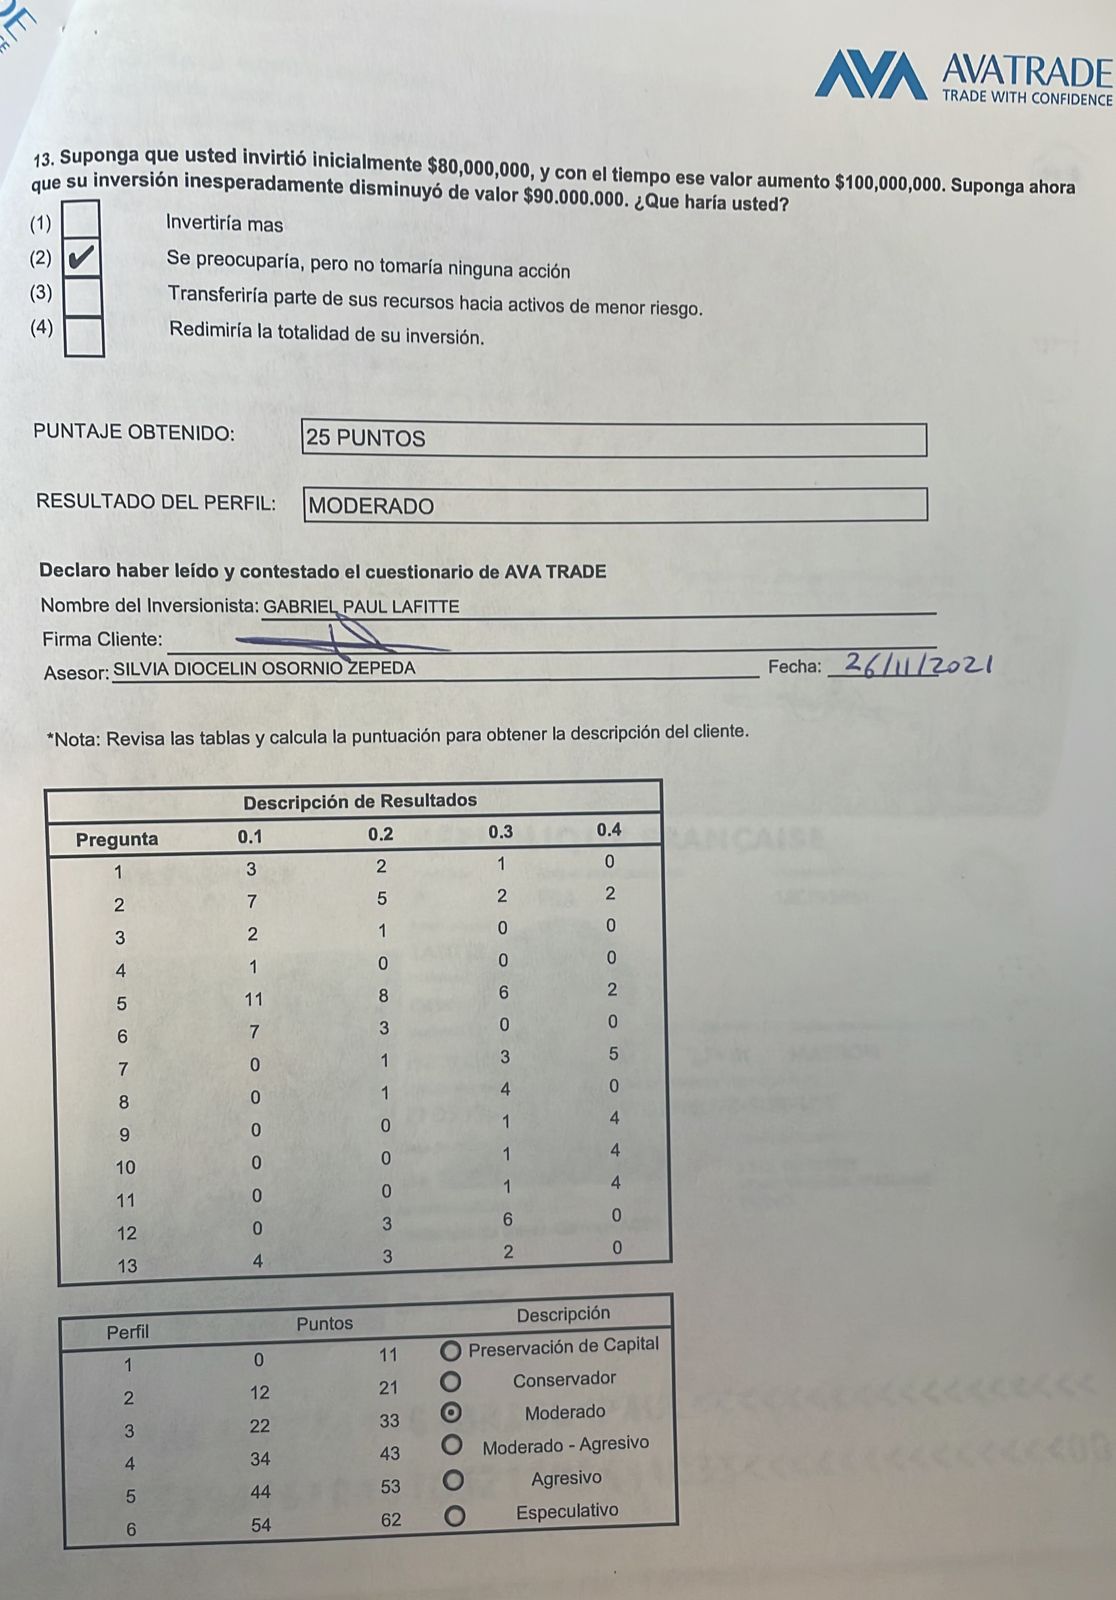 AVA AVATRADE
TRADE WITH CONFIDENCE
13. Suponga que usted invirtió inicialmente $80,000,000, y con el tiempo ese valor aumento $100,000,000. Suponga ahora
que su inversión inesperadamente disminuyó de valor $90.000.000. ¿Que haría usted?
(1) Invertiría mas
(2) ✔ Se preocuparía, pero no tomaría ninguna acción
(3) Transferiría parte de sus recursos hacia activos de menor riesgo.
(4) Redimiría la totalidad de su inversión.
PUNTAJE OBTENIDO: 25 PUNTOS
RESULTADO DEL PERFIL: MODERADO
Declaro haber leído y contestado el cuestionario de AVA TRADE
Nombre del Inversionista: GABRIEL PAUL LAFITTE
Firma Cliente:
Asesor: SILVIA DIOCELIN OSORNIO ZEPEDA Fecha: 26/11/2021
*Nota: Revisa las tablas y calcula la puntuación para obtener la descripción del cliente.
Descripción de Resultados
Pregunta 0.1 0.2 0.3 0.4
1 3 2 1 0
2 7 5 2 2
3 2 1 0 0
4 1 0 0 0
5 11 8 6 2
6 7 3 0 0
7 0 1 3 5
8 0 1 4 0
9 0 0 1 4
10 0 0 1 4
11 0 0 1 4
12 0 3 6 0
13 4 3 2 0
Perfil Puntos Descripción
1 0 11 Preservación de Capital
2 12 21 Conservador
3 22 33 Moderado
4 34 43 Moderado - Agresivo
5 44 53 Agresivo
6 54 62 Especulativo